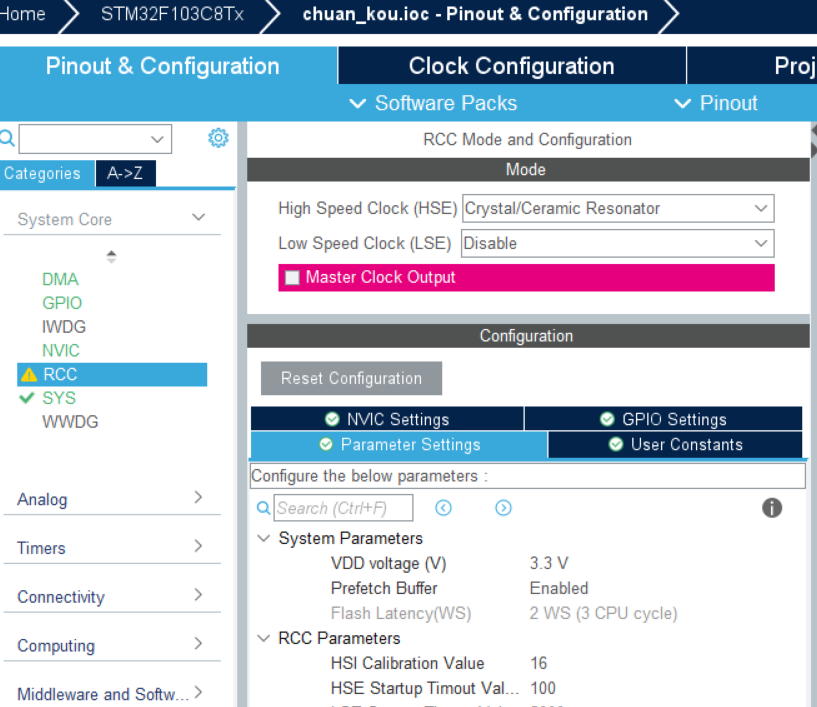 Home STM32F103C8Tx chuan_kou.ioc - Pinout & Configuration
Pinout & Configuration Clock Configuration Proj
Software Packs Pinout
RCC Mode and Configuration
Categories A->Z
Mode
System Core
High Speed Clock (HSE) Crystal/Ceramic Resonator
Low Speed Clock (LSE) Disable
Master Clock Output
DMA
GPIO
IWDG
NVIC
RCC
SYS
WWDG
Configuration
Reset Configuration
NVIC Settings GPIO Settings
Parameter Settings User Constants
Configure the below parameters :
Search (Ctrl+F)
System Parameters
VDD voltage (V) 3.3 V
Prefetch Buffer Enabled
Flash Latency(WS) 2 WS (3 CPU cycle)
RCC Parameters
HSI Calibration Value 16
HSE Startup Timout Val... 100
Analog
Timers
Connectivity
Computing
Middleware and Softw...